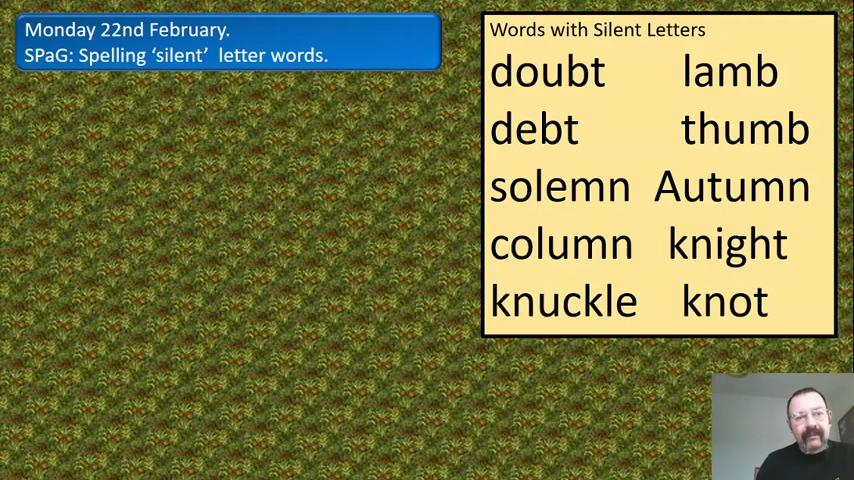 Monday 22nd February.
SPaG: Spelling ‘silent’ letter words.
Words with Silent Letters
doubt lamb
debt thumb
solemn Autumn
column knight
knuckle knot